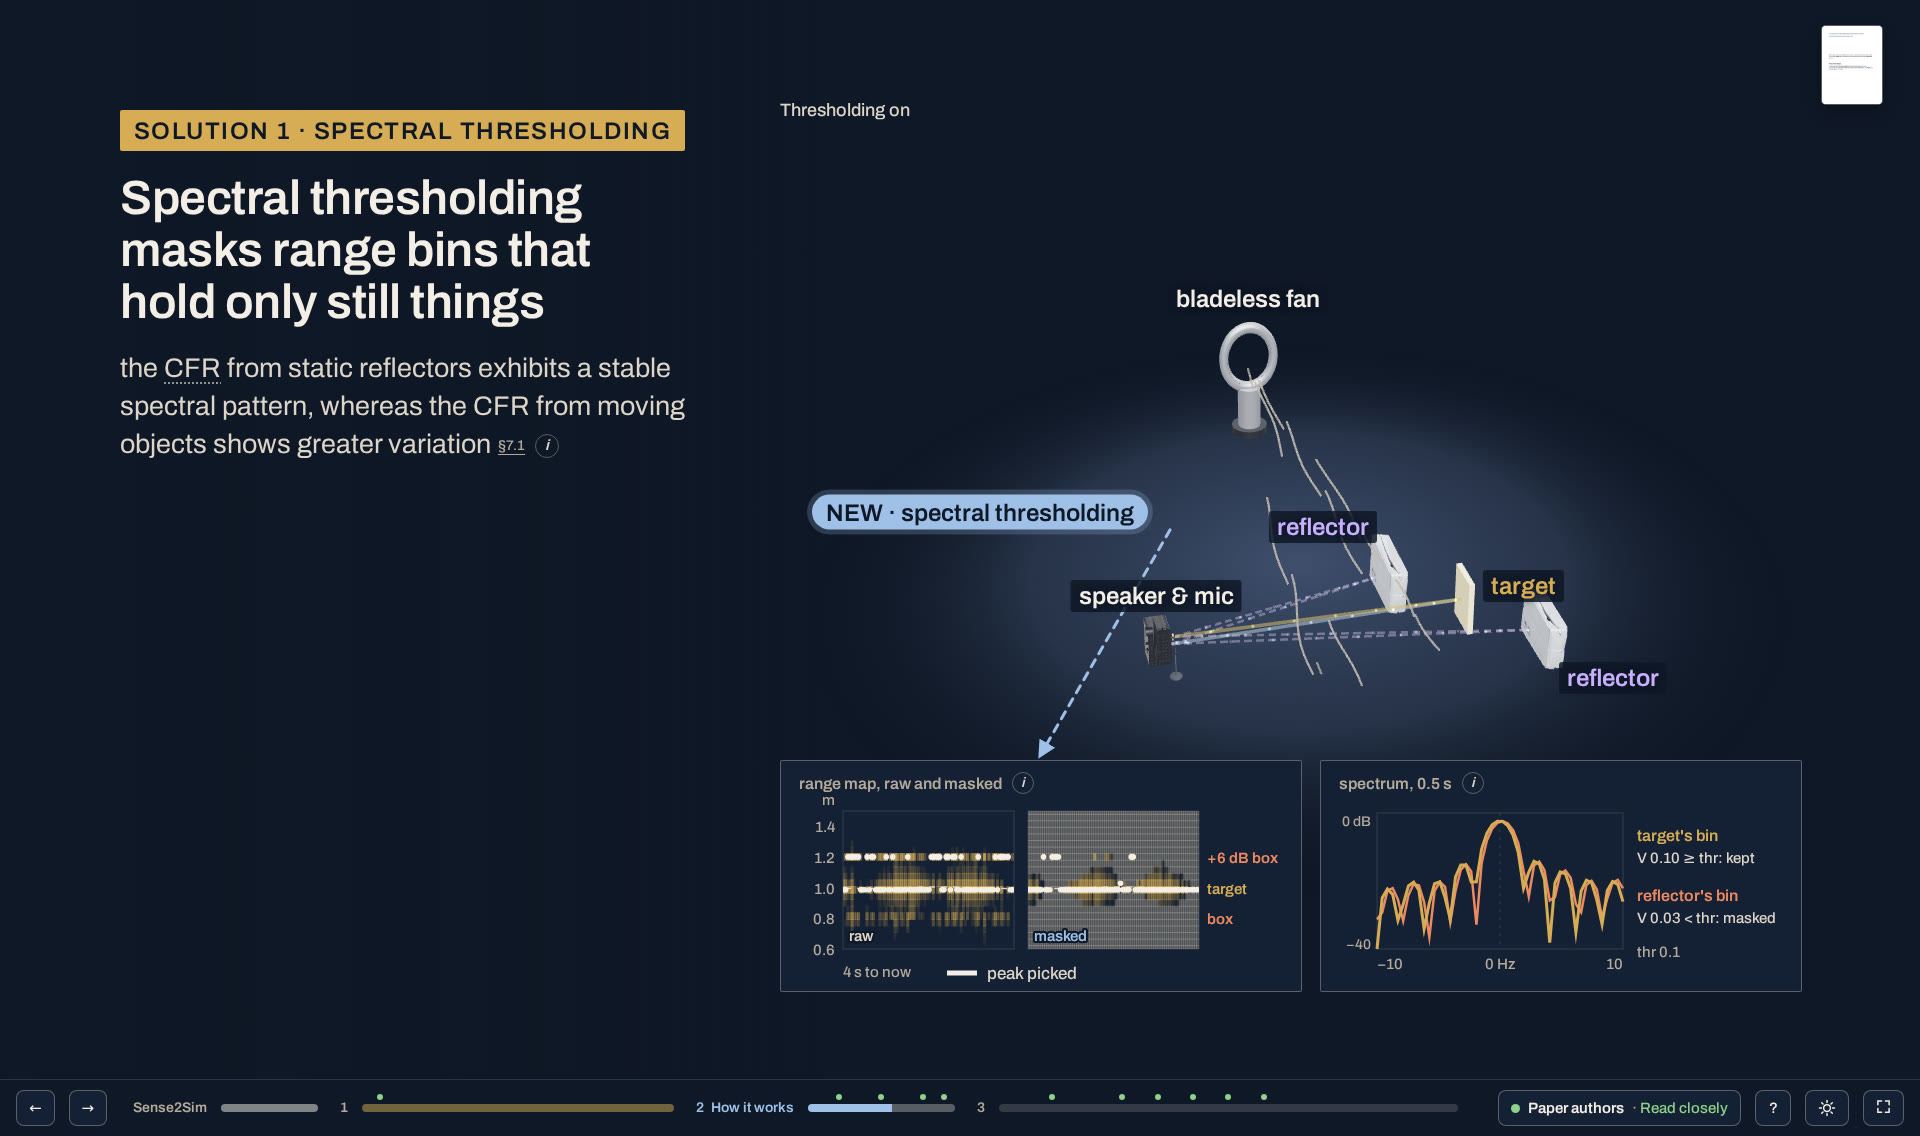 SOLUTION 1 · SPECTRAL THRESHOLDING
Spectral thresholding
masks range bins that
hold only still things
the CFR from static reflectors exhibits a stable
spectral pattern, whereas the CFR from moving
objects shows greater variation §7.1 i
Thresholding on
bladeless fan
NEW · spectral thresholding
reflector
speaker & mic
target
reflector
range map, raw and masked i
m
1.4
1.2
1.0
0.8
0.6
raw
masked
+6 dB box
target
box
4 s to now
peak picked
spectrum, 0.5 s i
0 dB
−40
−10
0 Hz
10
target's bin
V 0.10 ≥ thr: kept
reflector's bin
V 0.03 < thr: masked
thr 0.1
← → Sense2Sim 1 2 How it works 3 Paper authors · Read closely ?